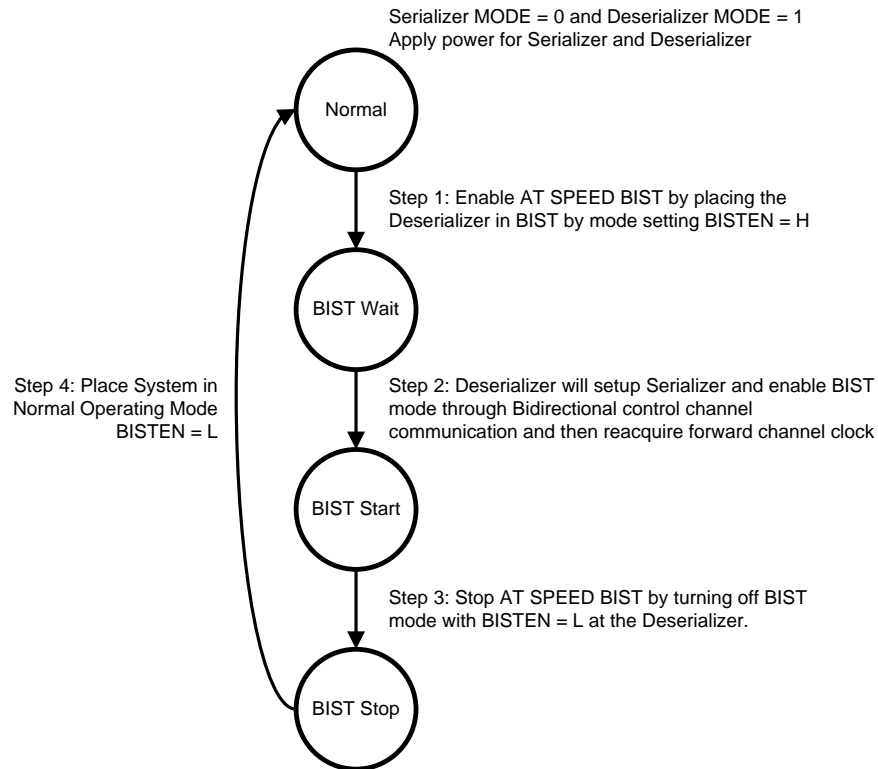 Serializer MODE = 0 and Deserializer MODE = 1
Apply power for Serializer and Deserializer
Normal
Step 1: Enable AT SPEED BIST by placing the
Deserializer in BIST by mode setting BISTEN = H
BIST Wait
Step 4: Place System in
Normal Operating Mode
BISTEN = L
Step 2: Deserializer will setup Serializer and enable BIST
mode through Bidirectional control channel
communication and then reacquire forward channel clock
BIST Start
Step 3: Stop AT SPEED BIST by turning off BIST
mode with BISTEN = L at the Deserializer.
BIST Stop